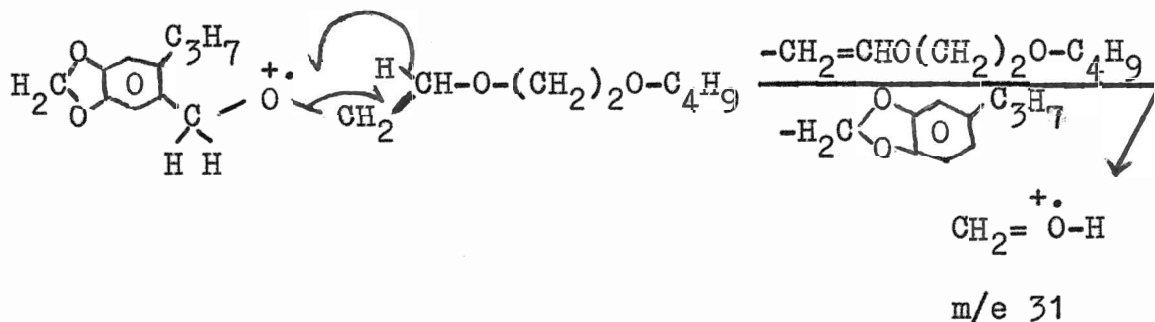 C3H7
H2C O O O C +. O H H
H CH2 CH-O-(CH2)2O-C4H9
-CH2=CHO(CH2)2O-C4H9
-H2C O O O C3H7
CH2= +. O-H
m/e 31